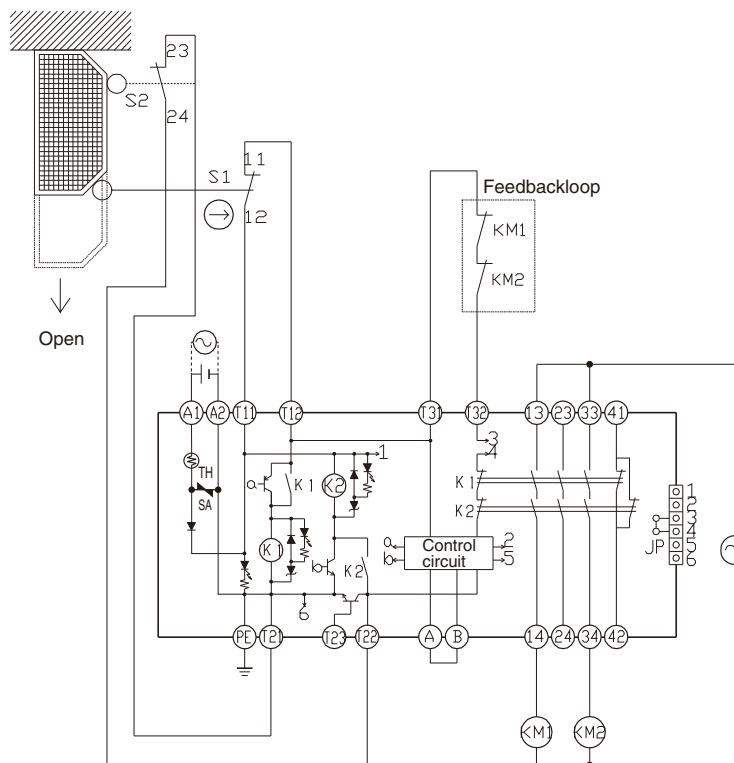 23
S2
24
11
S1
12
Feedbackloop
KM1
KM2
Open
A1 A2 T11 T12 T31 T32 13 23 33 41
3
4
1
TH
SA
a
K1
K2
K1
K2
1
2
3
4
5
6
JP
K1
b
K2
a
b
Control
circuit
2
5
6
PE T21 T23 T22 A B 14 24 34 42
KM1 KM2